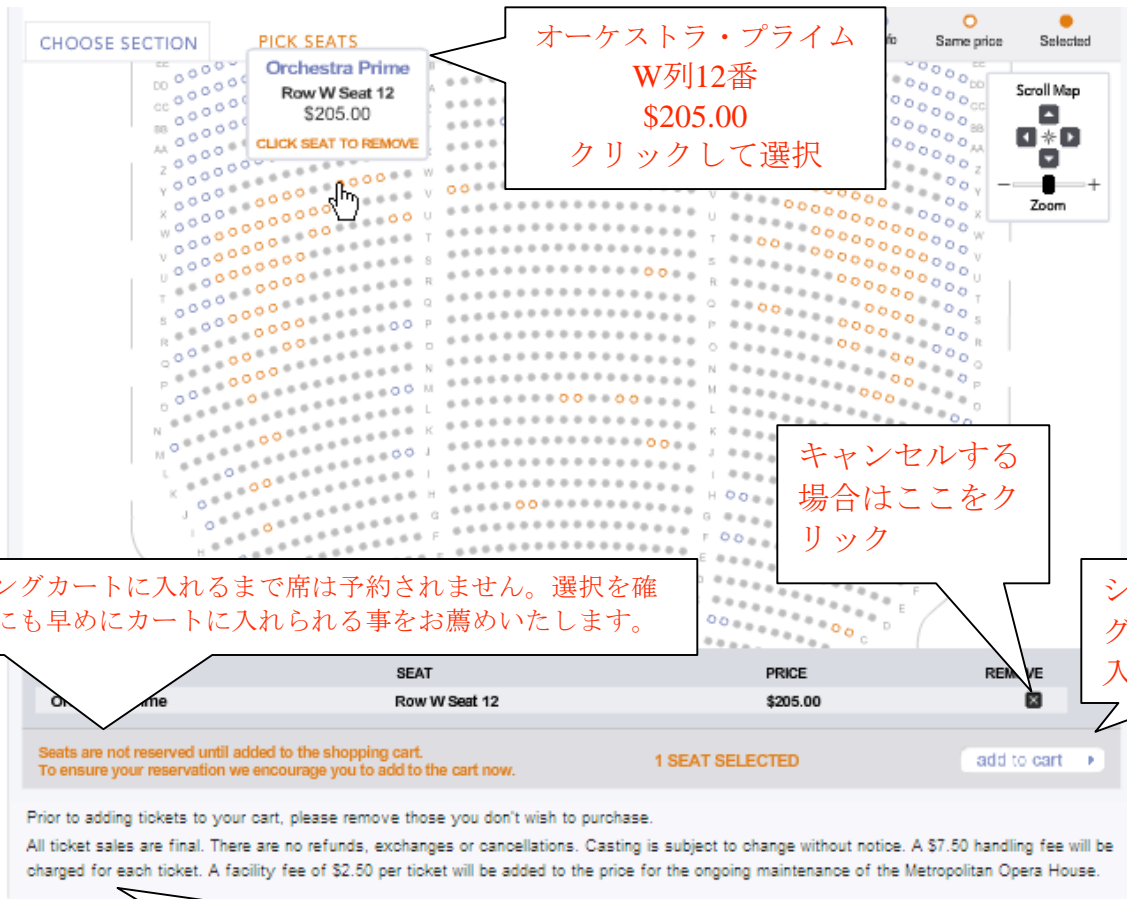 CHOOSE SECTION
PICK SEATS
Same price
Selected
Orchestra Prime
Row W Seat 12
$205.00
CLICK SEAT TO REMOVE
オーケストラ・プライム
W列12番
$205.00
クリックして選択
Scroll Map
Zoom
キャンセルする
場合はここをク
リック
ングカートに入れるまで席は予約されません。選択を確
にも早めにカートに入れられる事をお薦めいたします。
シ
グ
入
SEAT
PRICE
Row W Seat 12
$205.00
Seats are not reserved until added to the shopping cart.
To ensure your reservation we encourage you to add to the cart now.
1 SEAT SELECTED
add to cart
Prior to adding tickets to your cart, please remove those you don't wish to purchase.
All ticket sales are final. There are no refunds, exchanges or cancellations. Casting is subject to change without notice. A $7.50 handling fee will be
charged for each ticket. A facility fee of $2.50 per ticket will be added to the price for the ongoing maintenance of the Metropolitan Opera House.